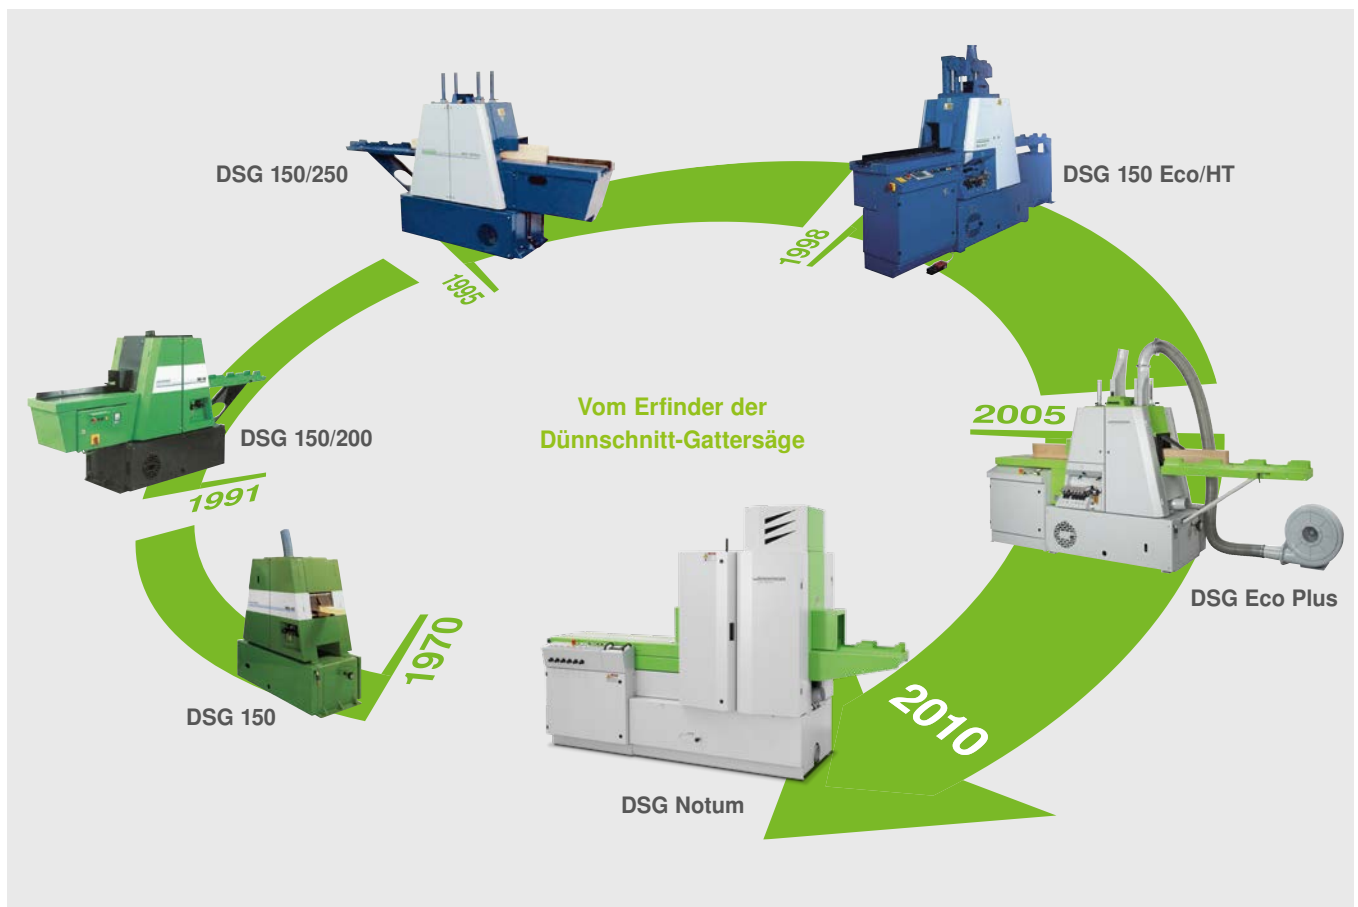 DSG 150/250
DSG 150 Eco/HT
1998
1995
2005
Vom Erfinder der
Dünnschnitt-Gattersäge
DSG 150/200
1991
DSG Eco Plus
1970
DSG 150
2010
DSG Notum